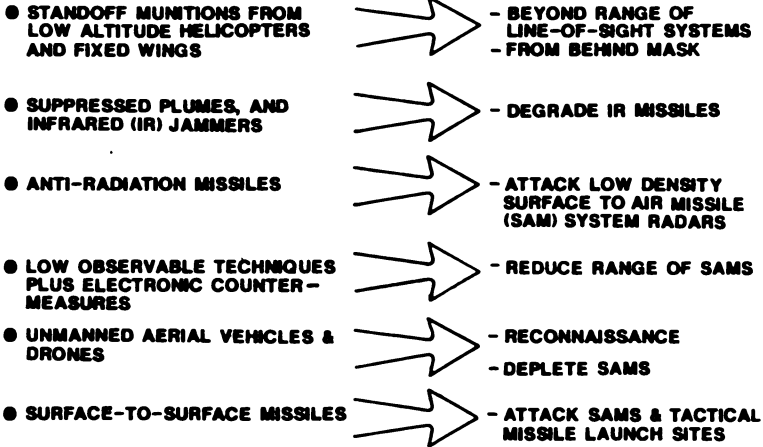 ● STANDOFF MUNITIONS FROM
LOW ALTITUDE HELICOPTERS
AND FIXED WINGS
- BEYOND RANGE OF
LINE-OF-SIGHT SYSTEMS
- FROM BEHIND MASK
● SUPPRESSED PLUMES, AND
INFRARED (IR) JAMMERS
- DEGRADE IR MISSILES
● ANTI-RADIATION MISSILES
- ATTACK LOW DENSITY
SURFACE TO AIR MISSILE
(SAM) SYSTEM RADARS
● LOW OBSERVABLE TECHNIQUES
PLUS ELECTRONIC COUNTER-
MEASURES
- REDUCE RANGE OF SAMS
● UNMANNED AERIAL VEHICLES &
DRONES
- RECONNAISSANCE
- DEPLETE SAMS
● SURFACE-TO-SURFACE MISSILES
- ATTACK SAMS & TACTICAL
MISSILE LAUNCH SITES